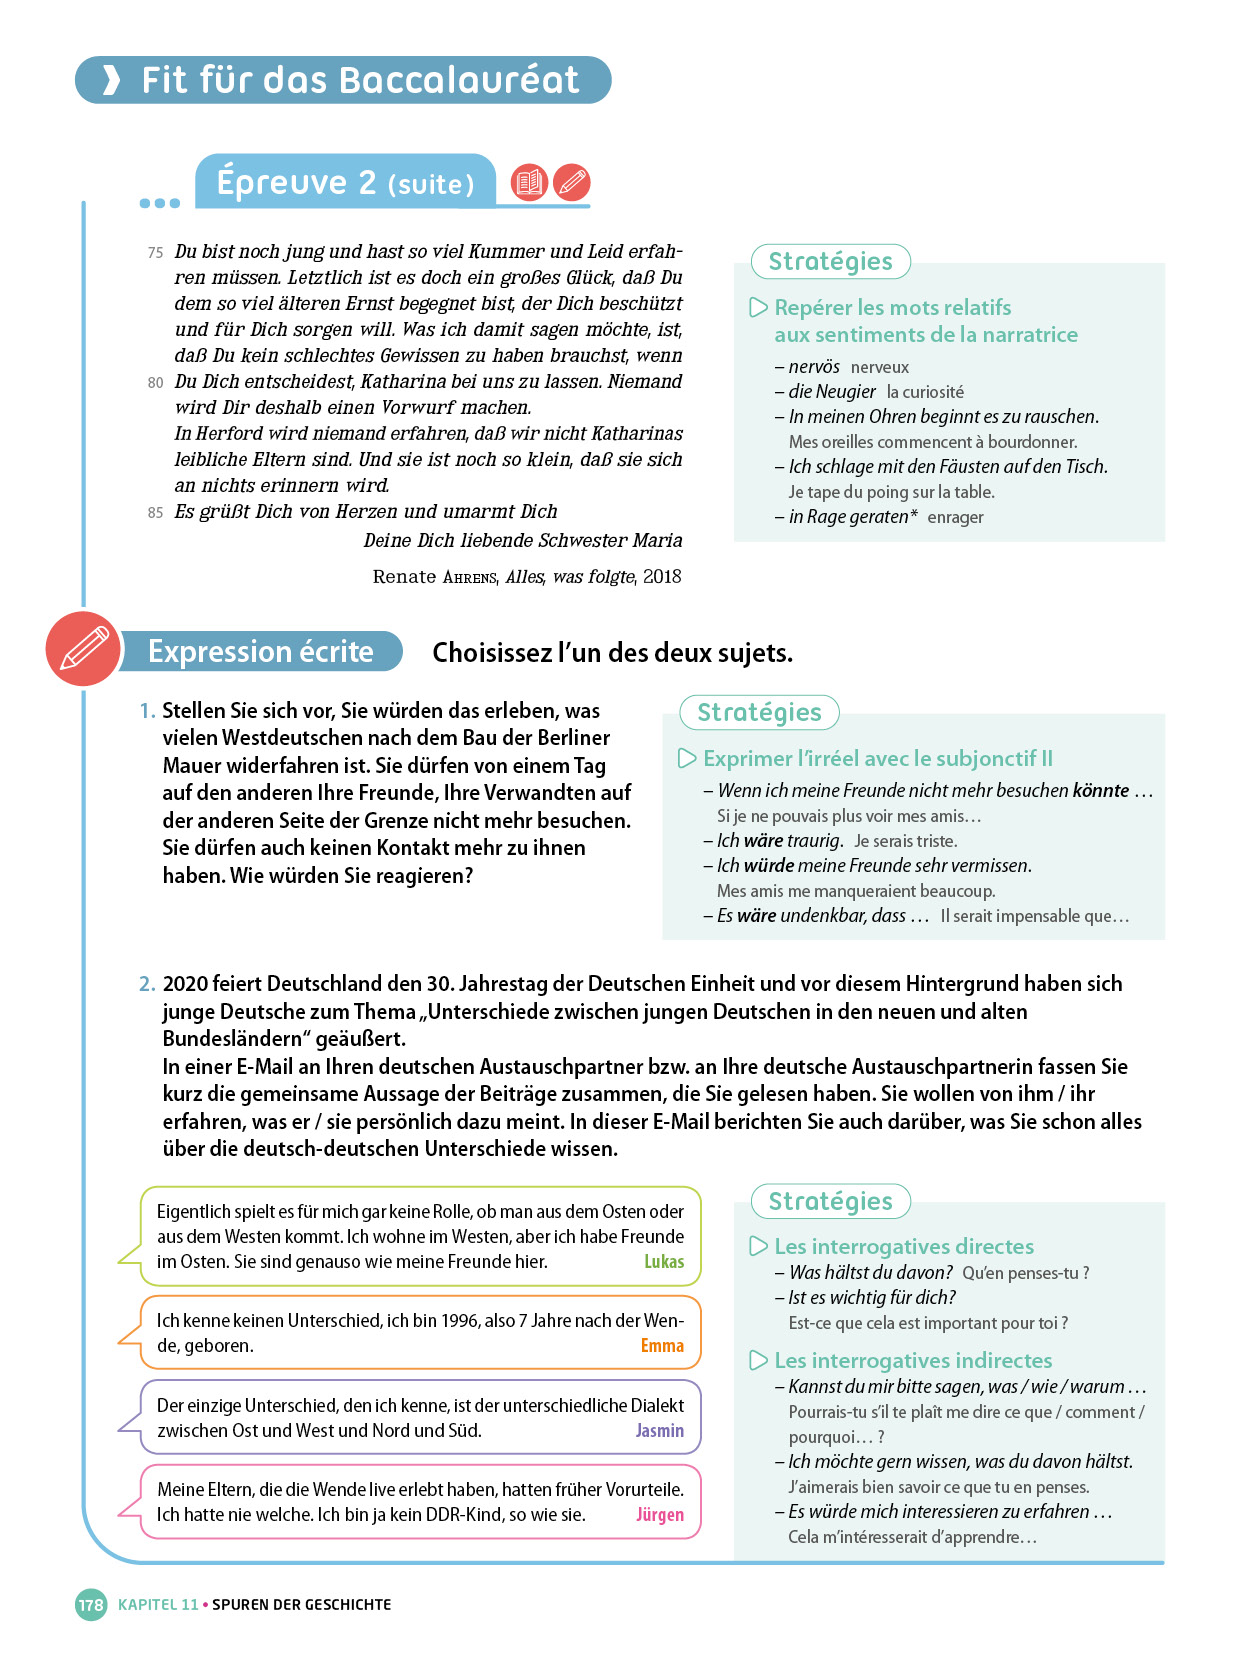 Fit für das Baccalauréat
Épreuve 2 (suite)
75 Du bist noch jung und hast so viel Kummer und Leid erfah-
ren müssen. Letztlich ist es doch ein großes Glück, daß Du
dem so viel älteren Ernst begegnet bist, der Dich beschützt
und für Dich sorgen will. Was ich damit sagen möchte, ist,
daß Du kein schlechtes Gewissen zu haben brauchst, wenn
80 Du Dich entscheidest, Katharina bei uns zu lassen. Niemand
wird Dir deshalb einen Vorwurf machen.
In Herford wird niemand erfahren, daß wir nicht Katharinas
leibliche Eltern sind. Und sie ist noch so klein, daß sie sich
an nichts erinnern wird.
85 Es grüßt Dich von Herzen und umarmt Dich
Deine Dich liebende Schwester Maria
Renate AHRENS, Alles, was folgte, 2018
Stratégies
Repérer les mots relatifs
aux sentiments de la narratrice
– nervös nerveux
– die Neugier la curiosité
– In meinen Ohren beginnt es zu rauschen.
Mes oreilles commencent à bourdonner.
– Ich schlage mit den Fäusten auf den Tisch.
Je tape du poing sur la table.
– in Rage geraten* enrager
Expression écrite
Choisissez l’un des deux sujets.
1. Stellen Sie sich vor, Sie würden das erleben, was
vielen Westdeutschen nach dem Bau der Berliner
Mauer widerfahren ist. Sie dürfen von einem Tag
auf den anderen Ihre Freunde, Ihre Verwandten auf
der anderen Seite der Grenze nicht mehr besuchen.
Sie dürfen auch keinen Kontakt mehr zu ihnen
haben. Wie würden Sie reagieren?
Stratégies
Exprimer l’irréel avec le subjonctif II
– Wenn ich meine Freunde nicht mehr besuchen könnte …
Si je ne pouvais plus voir mes amis…
– Ich wäre traurig. Je serais triste.
– Ich würde meine Freunde sehr vermissen.
Mes amis me manqueraient beaucoup.
– Es wäre undenkbar, dass … Il serait impensable que…
2. 2020 feiert Deutschland den 30. Jahrestag der Deutschen Einheit und vor diesem Hintergrund haben sich
junge Deutsche zum Thema „Unterschiede zwischen jungen Deutschen in den neuen und alten
Bundesländern“ geäußert.
In einer E-Mail an Ihren deutschen Austauschpartner bzw. an Ihre deutsche Austauschpartnerin fassen Sie
kurz die gemeinsame Aussage der Beiträge zusammen, die Sie gelesen haben. Sie wollen von ihm / ihr
erfahren, was er / sie persönlich dazu meint. In dieser E-Mail berichten Sie auch darüber, was Sie schon alles
über die deutsch-deutschen Unterschiede wissen.
Eigentlich spielt es für mich gar keine Rolle, ob man aus dem Osten oder
aus dem Westen kommt. Ich wohne im Westen, aber ich habe Freunde
im Osten. Sie sind genauso wie meine Freunde hier. Lukas
Ich kenne keinen Unterschied, ich bin 1996, also 7 Jahre nach der Wen-
de, geboren. Emma
Der einzige Unterschied, den ich kenne, ist der unterschiedliche Dialekt
zwischen Ost und West und Nord und Süd. Jasmin
Meine Eltern, die die Wende live erlebt haben, hatten früher Vorurteile.
Ich hatte nie welche. Ich bin ja kein DDR-Kind, so wie sie. Jürgen
Stratégies
Les interrogatives directes
– Was hältst du davon? Qu’en penses-tu ?
– Ist es wichtig für dich?
Est-ce que cela est important pour toi ?
Les interrogatives indirectes
– Kannst du mir bitte sagen, was / wie / warum …
Pourrais-tu s’il te plaît me dire ce que / comment /
pourquoi… ?
– Ich möchte gern wissen, was du davon hältst.
J’aimerais bien savoir ce que tu en penses.
– Es würde mich interessieren zu erfahren …
Cela m’intéresserait d’apprendre…
178 KAPITEL 11 • SPUREN DER GESCHICHTE